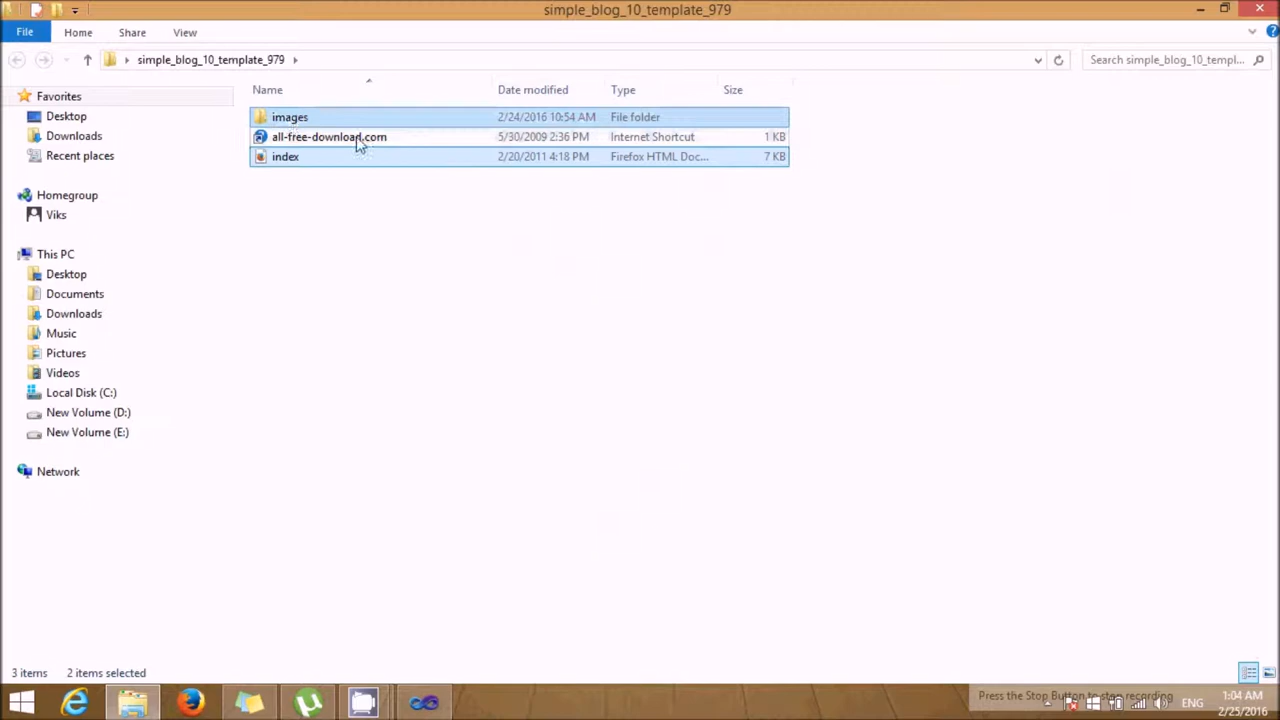 simple_blog_10_template_979
File Home Share View
simple_blog_10_template_979
Search simple_blog_10_templ...
Name Date modified Type Size
Favorites
Desktop
Downloads
Recent places
Homegroup
Viks
This PC
Desktop
Documents
Downloads
Music
Pictures
Videos
Local Disk (C:)
New Volume (D:)
New Volume (E:)
Network
images 2/24/2016 10:54 AM File folder
all-free-download.com 5/30/2009 2:36 PM Internet Shortcut 1 KB
index 2/20/2011 4:18 PM Firefox HTML Doc... 7 KB
3 items 2 items selected
Press the Stop Button to stop recording
ENG
1:04 AM
2/25/2016